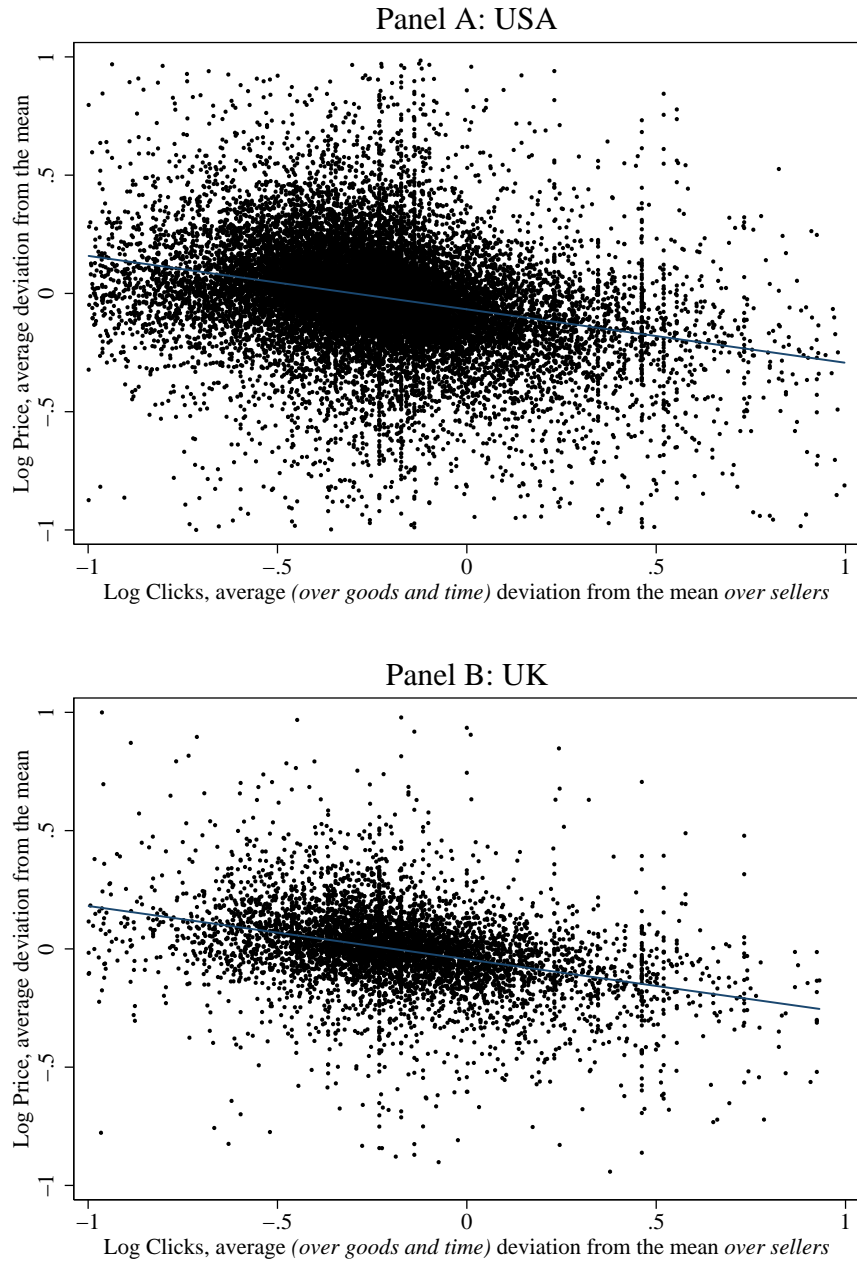 Panel A: USA
Log Price, average deviation from the mean
1
.5
0
−.5
−1
−1 −.5 0 .5 1
Log Clicks, average (over goods and time) deviation from the mean over sellers
Panel B: UK
Log Price, average deviation from the mean
1
.5
0
−.5
−1
−1 −.5 0 .5 1
Log Clicks, average (over goods and time) deviation from the mean over sellers